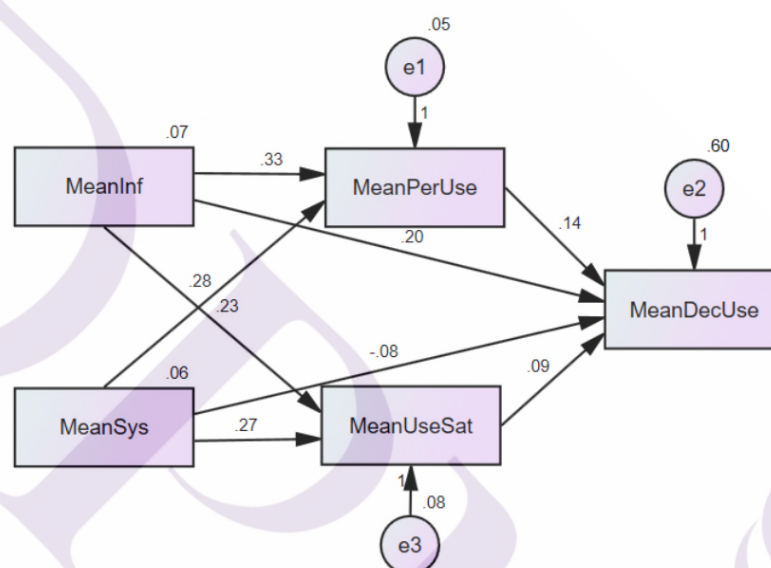 .05
e1
1
.07
.33
MeanInf
MeanPerUse
.60
e2
1
.20
.14
.28
.23
MeanDecUse
-.08
.06
.09
MeanSys
.27
MeanUseSat
1
.08
e3